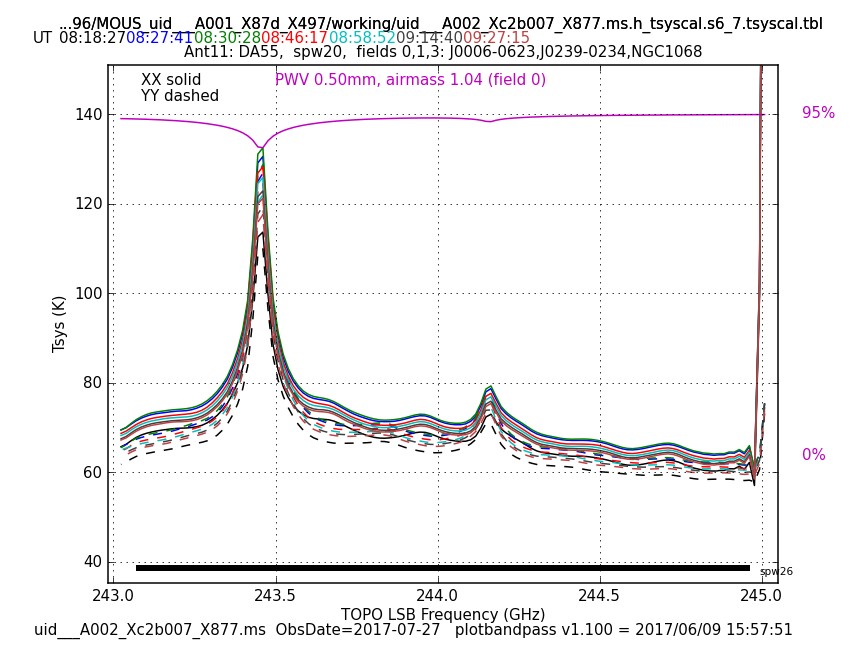 ...96/MOUS_uid___A001_X87d_X497/working/uid___A002_Xc2b007_X877.ms.h_tsyscal.s6_7.tsyscal.tbl
UT 08:18:27 08:27:41 08:30:28 08:46:17 08:58:52 09:14:40 09:27:15
Ant11: DA55,  spw20,  fields 0,1,3: J0006-0623,J0239-0234,NGC1068
XX solid
PWV 0.50mm, airmass 1.04 (field 0)
YY dashed
140
95%
120
100
Tsys (K)
80
60
0%
40
spw26
243.0 243.5 244.0 244.5 245.0
TOPO LSB Frequency (GHz)
uid___A002_Xc2b007_X877.ms  ObsDate=2017-07-27   plotbandpass v1.100 = 2017/06/09 15:57:51